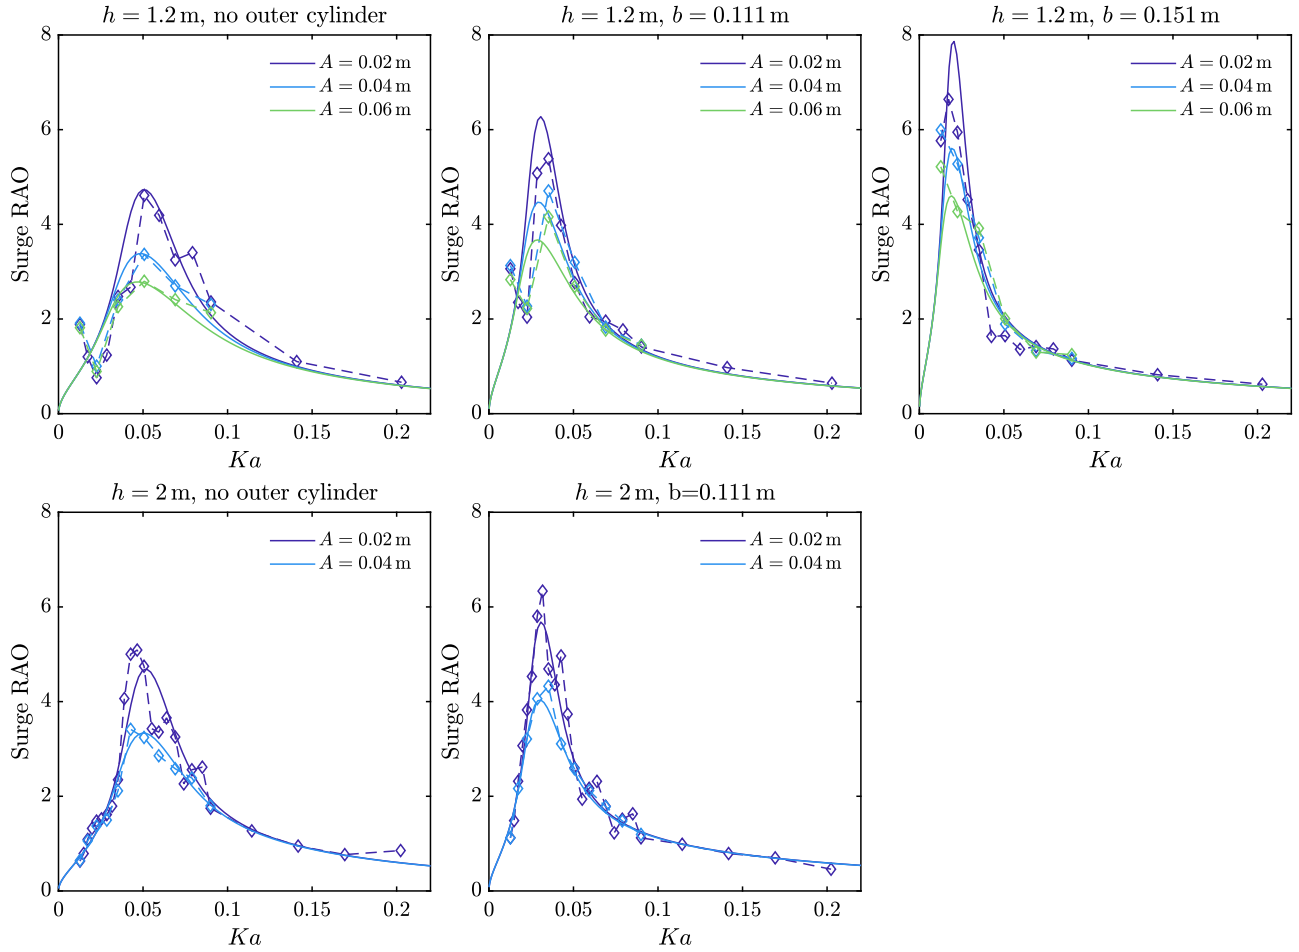 h = 1.2 m, no outer cylinder
8
6
4
2
0
Surge RAO
A = 0.02 m
A = 0.04 m
A = 0.06 m
0 0.05 0.1 0.15 0.2
Ka
h = 1.2 m, b = 0.111 m
8
6
4
2
0
Surge RAO
A = 0.02 m
A = 0.04 m
A = 0.06 m
0 0.05 0.1 0.15 0.2
Ka
h = 1.2 m, b = 0.151 m
8
6
4
2
0
Surge RAO
A = 0.02 m
A = 0.04 m
A = 0.06 m
0 0.05 0.1 0.15 0.2
Ka
h = 2 m, no outer cylinder
8
6
4
2
0
Surge RAO
A = 0.02 m
A = 0.04 m
0 0.05 0.1 0.15 0.2
Ka
h = 2 m, b=0.111 m
8
6
4
2
0
Surge RAO
A = 0.02 m
A = 0.04 m
0 0.05 0.1 0.15 0.2
Ka